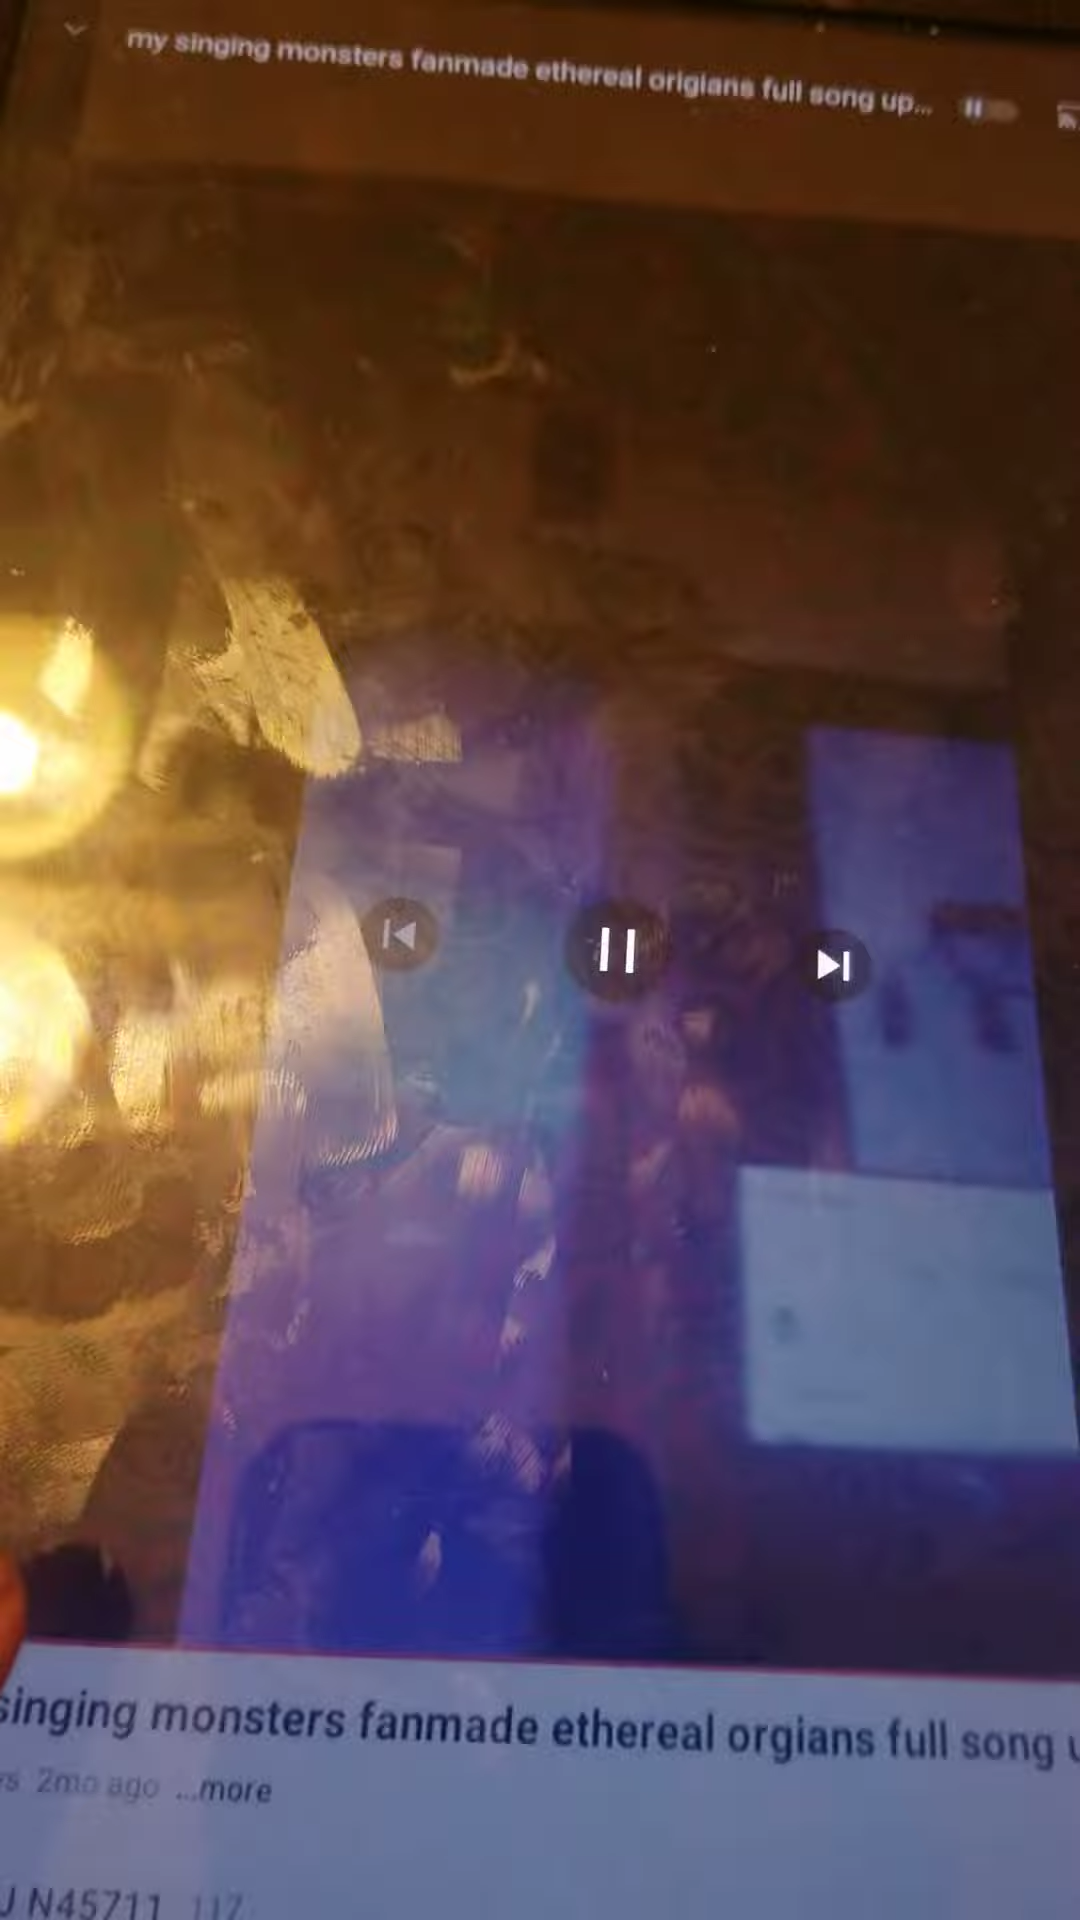 my singing monsters fanmade ethereal origians full song up...
singing monsters fanmade ethereal orgians full song
2mo ago ...more
J N45711 117